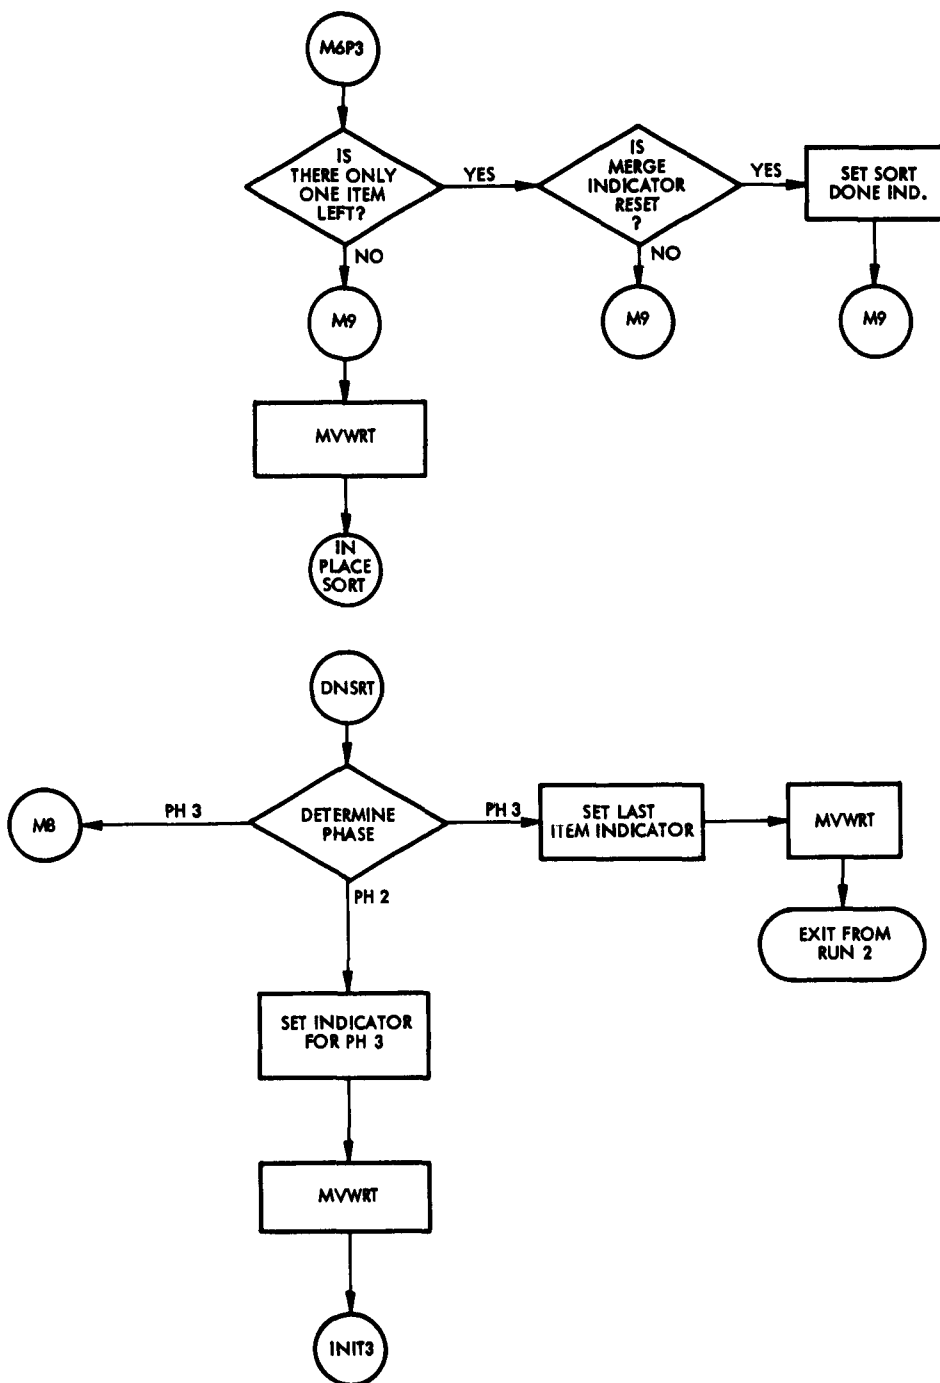 M6P3
IS
THERE ONLY
ONE ITEM
LEFT?
YES
IS
MERGE
INDICATOR
RESET
?
YES
SET SORT
DONE IND.
NO
NO
M9
M9
M9
MVWRT
IN
PLACE
SORT
DNSRT
M8
PH 3
DETERMINE
PHASE
PH 3
SET LAST
ITEM INDICATOR
MVWRT
PH 2
EXIT FROM
RUN 2
SET INDICATOR
FOR PH 3
MVWRT
INIT3